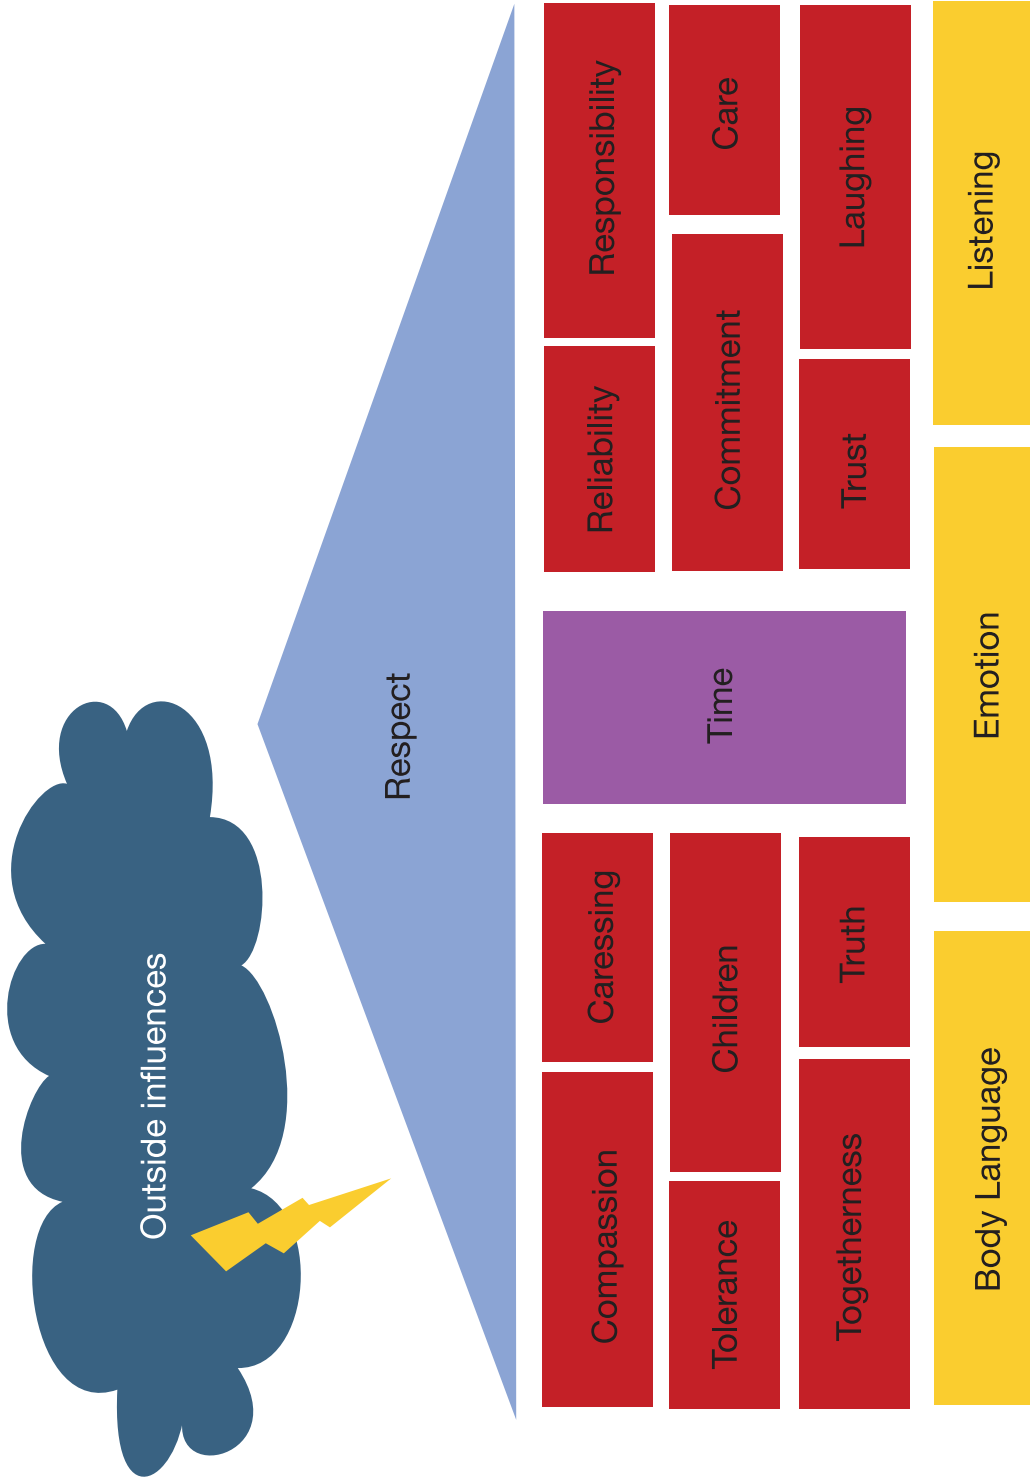 Outside influences
Respect
Compassion
Caressing
Reliability
Responsibility
Tolerance
Children
Time
Commitment
Care
Togetherness
Truth
Trust
Laughing
Body Language
Emotion
Listening